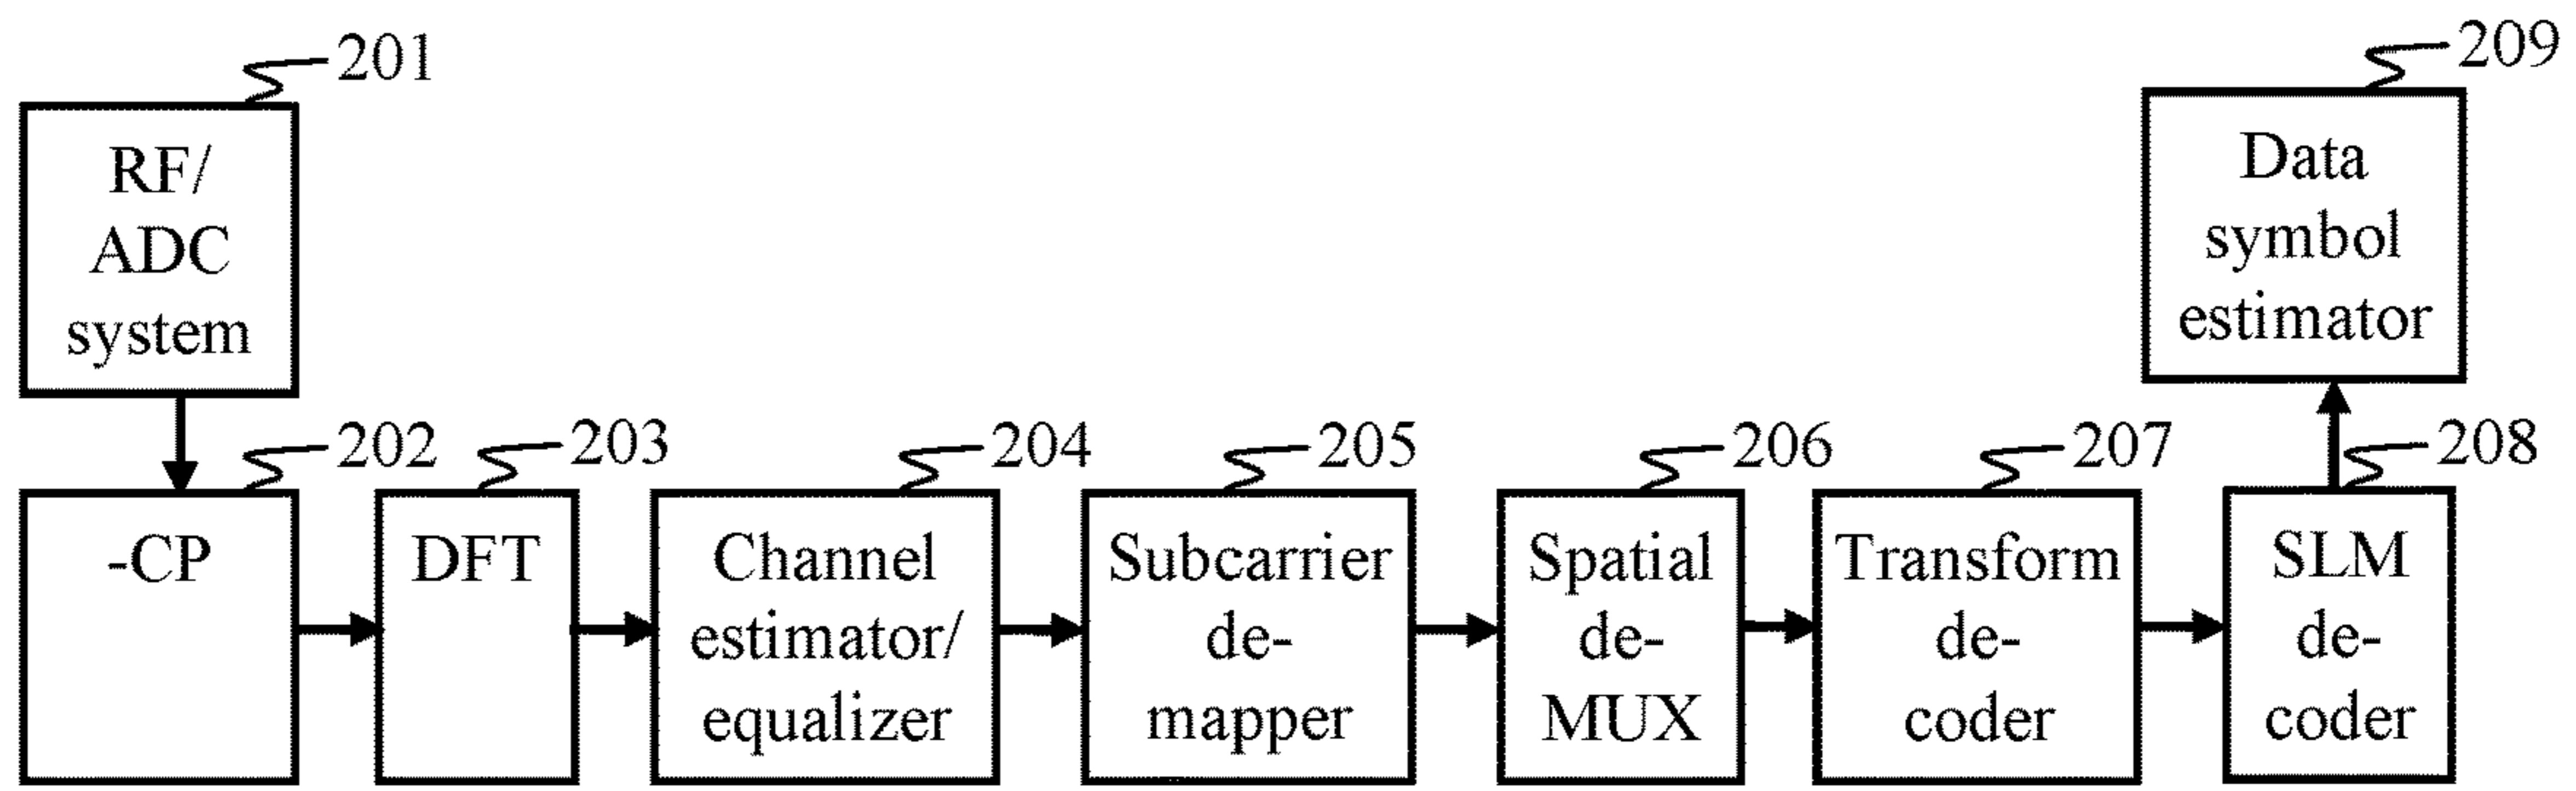 201
RF/
ADC
system
209
Data
symbol
estimator
202
-CP
203
DFT
204
Channel
estimator/
equalizer
205
Subcarrier
de-
mapper
206
Spatial
de-
MUX
207
Transform
de-
coder
208
SLM
de-
coder